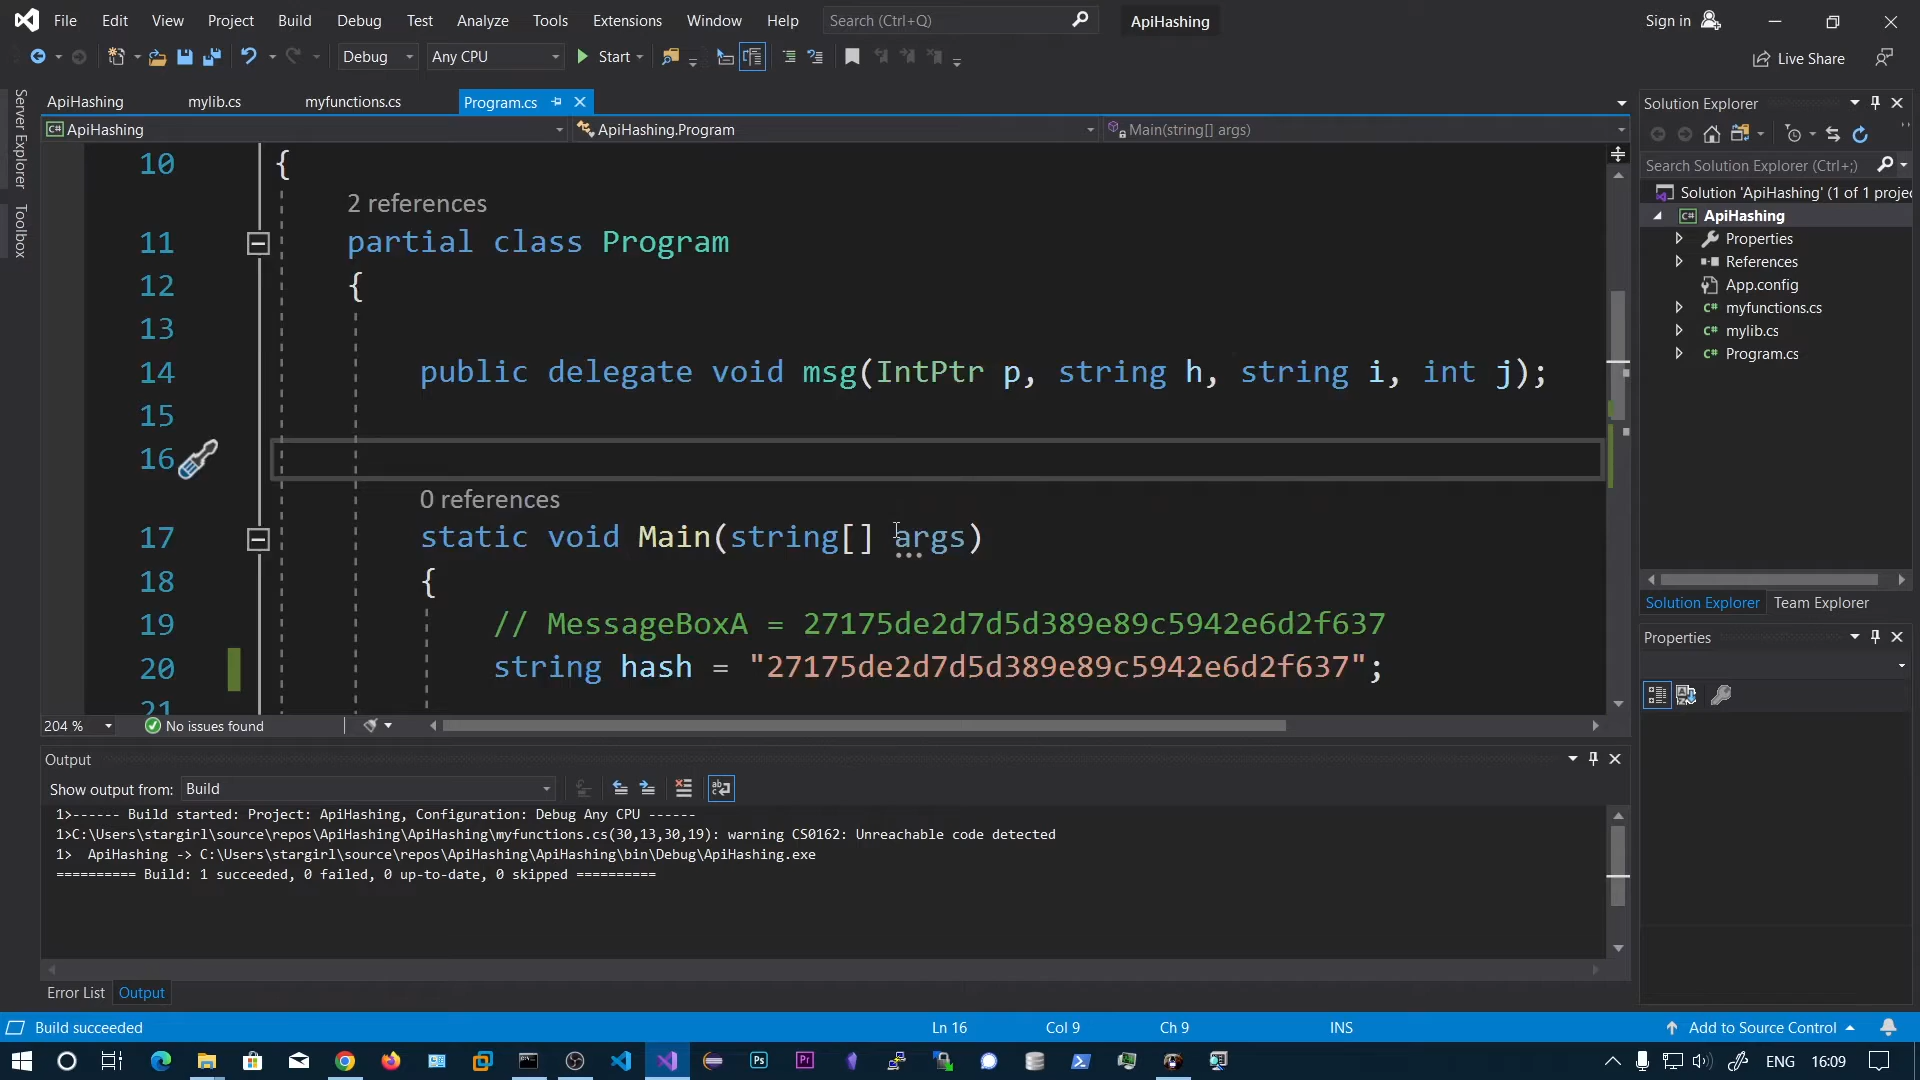 File Edit View Project Build Debug Test Analyze Tools Extensions Window Help Search (Ctrl+Q) ApiHashing Sign in
Debug Any CPU Start Live Share
Server Explorer
Toolbox
ApiHashing mylib.cs myfunctions.cs Program.cs
C# ApiHashing ApiHashing.Program Main(string[] args)
10 {
2 references
11 partial class Program
12 {
13
14 public delegate void msg(IntPtr p, string h, string i, int j);
15
16
0 references
17 static void Main(string[] args)
18 {
19 // MessageBoxA = 27175de2d7d5d389e89c5942e6d2f637
20 string hash = "27175de2d7d5d389e89c5942e6d2f637";
21
204 % No issues found
Output
Show output from: Build
1>------ Build started: Project: ApiHashing, Configuration: Debug Any CPU ------
1>C:\Users\stargirl\source\repos\ApiHashing\ApiHashing\myfunctions.cs(30,13,30,19): warning CS0162: Unreachable code detected
1>  ApiHashing -> C:\Users\stargirl\source\repos\ApiHashing\ApiHashing\bin\Debug\ApiHashing.exe
========== Build: 1 succeeded, 0 failed, 0 up-to-date, 0 skipped ==========
Error List Output
Solution Explorer
Search Solution Explorer (Ctrl+;)
Solution 'ApiHashing' (1 of 1 projec
C# ApiHashing
Properties
References
App.config
C# myfunctions.cs
C# mylib.cs
C# Program.cs
Solution Explorer Team Explorer
Properties
Build succeeded Ln 16 Col 9 Ch 9 INS Add to Source Control
Ps Pr ENG 16:09